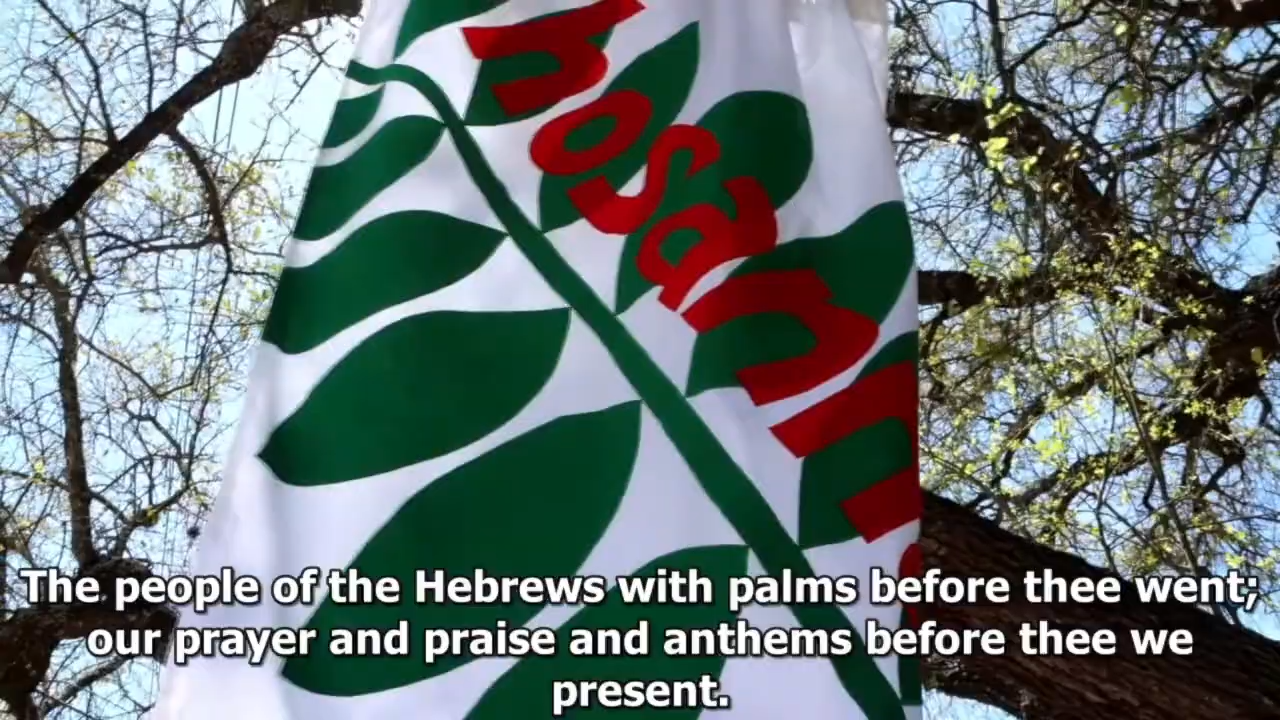 hosann
The people of the Hebrews with palms before thee went;
our prayer and praise and anthems before thee we
present.